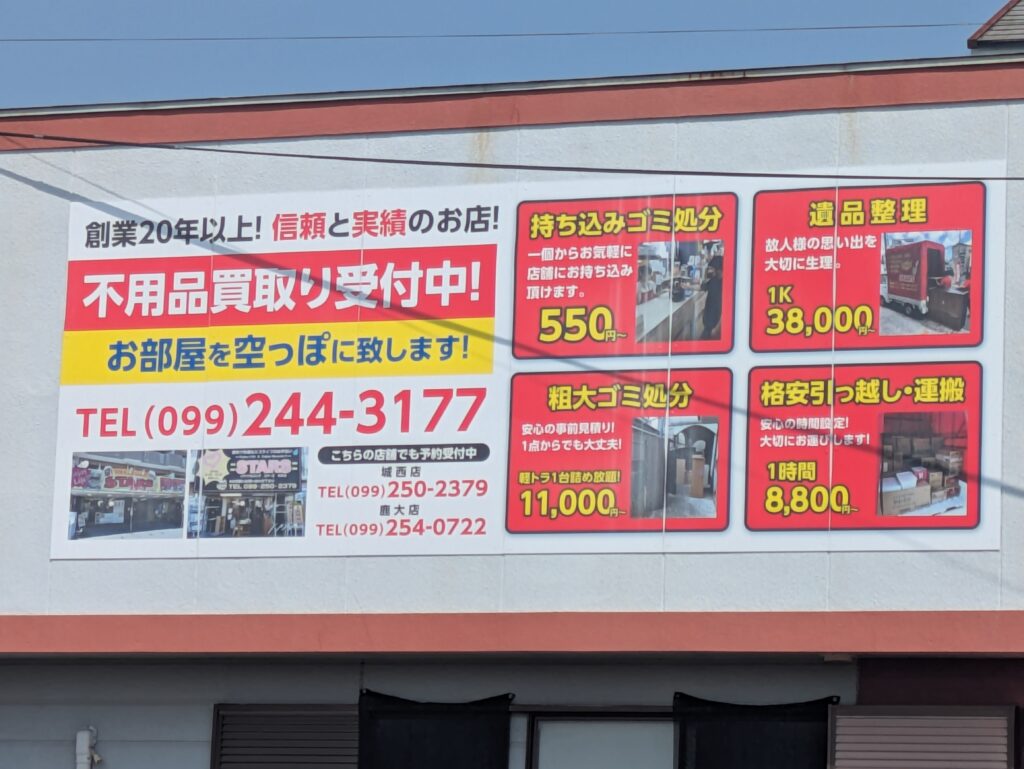 創業20年以上! 信頼と実績のお店!
不用品買取り受付中!
お部屋を空っぽに致します!
TEL (099) 244-3177
こちらの店舗でも予約受付中
城西店
TEL(099) 250-2379
鹿大店
TEL(099) 254-0722
STARS
STARS
TEL 099-250-2379
持ち込みゴミ処分
一個からお気軽に
店舗にお持ち込み
頂けます。
550円~
遺品整理
故人様の思い出を
大切に生理。
1K
38,000円~
粗大ゴミ処分
安心の事前見積り!
1点からでも大丈夫!
軽トラ1台詰め放題!
11,000円~
格安引っ越し・運搬
安心の時間設定!
大切にお運びします!
1時間
8,800円~